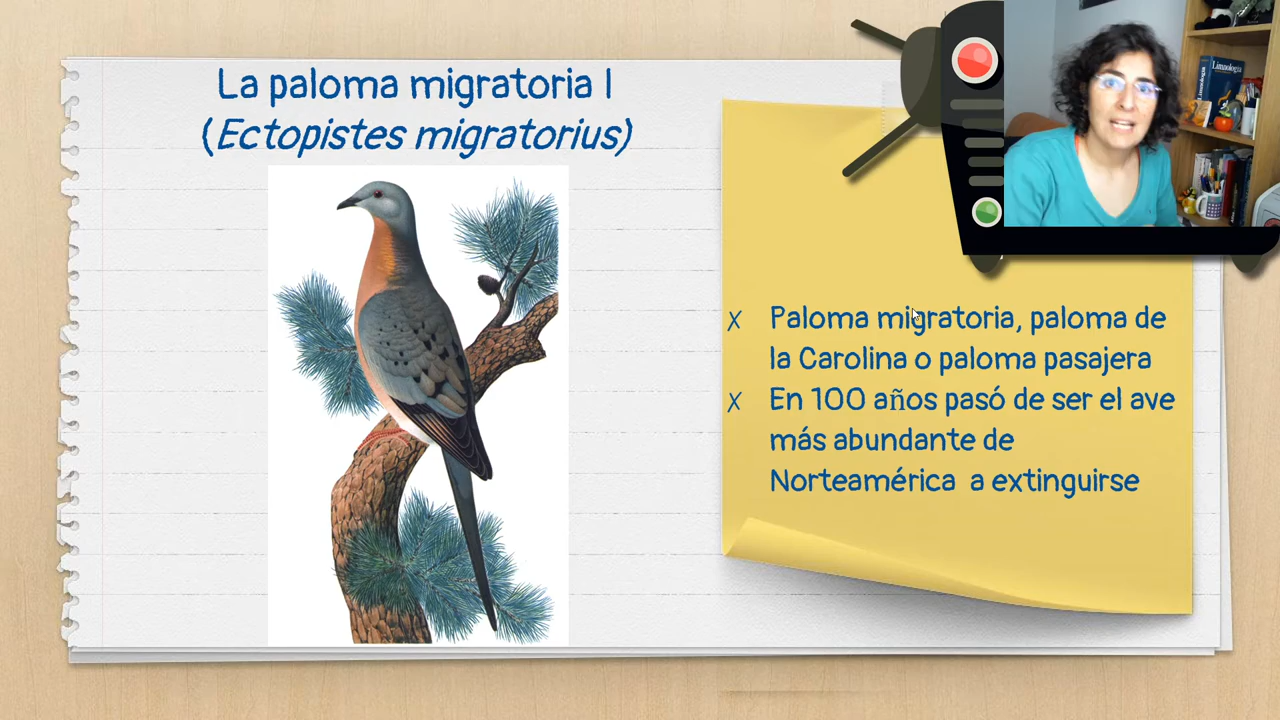 La paloma migratoria I
(Ectopistes migratorius)
Limnología
x Paloma migratoria, paloma de
la Carolina o paloma pasajera
x En 100 años pasó de ser el ave
más abundante de
Norteamérica a extinguirse